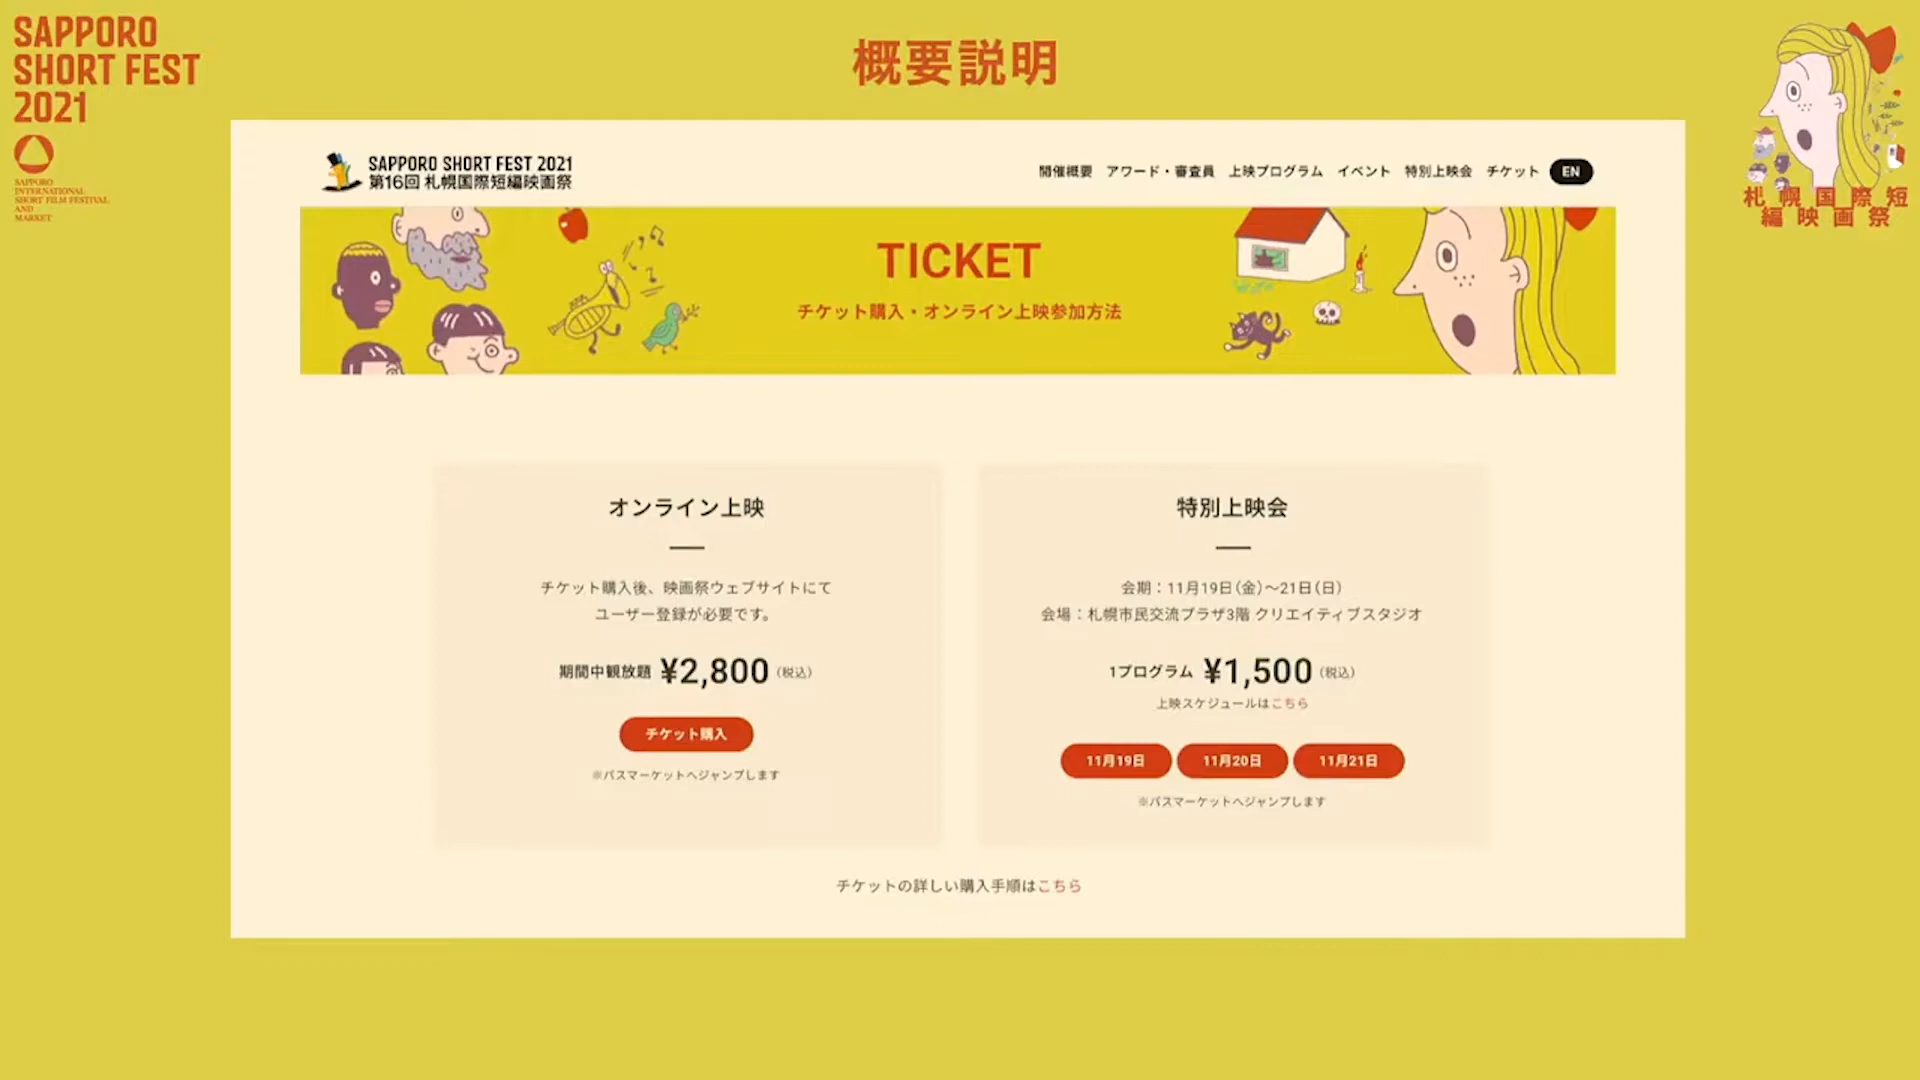 SAPPORO
SHORT FEST
2021
SAPPORO
INTERNATIONAL
SHORT FILM FESTIVAL
AND
MARKET
概要説明
札幌国際短
編映画祭
SAPPORO SHORT FEST 2021
第16回 札幌国際短編映画祭
開催概要 アワード・審査員 上映プログラム イベント 特別上映会 チケット EN
TICKET
チケット購入・オンライン上映参加方法
オンライン上映
チケット購入後、映画祭ウェブサイトにて
ユーザー登録が必要です。
期間中観放題 ¥2,800 (税込)
チケット購入
※パスマーケットへジャンプします
特別上映会
会期：11月19日(金)〜21日(日)
会場：札幌市民交流プラザ3階 クリエイティブスタジオ
1プログラム ¥1,500 (税込)
上映スケジュールはこちら
11月19日 11月20日 11月21日
※パスマーケットへジャンプします
チケットの詳しい購入手順はこちら